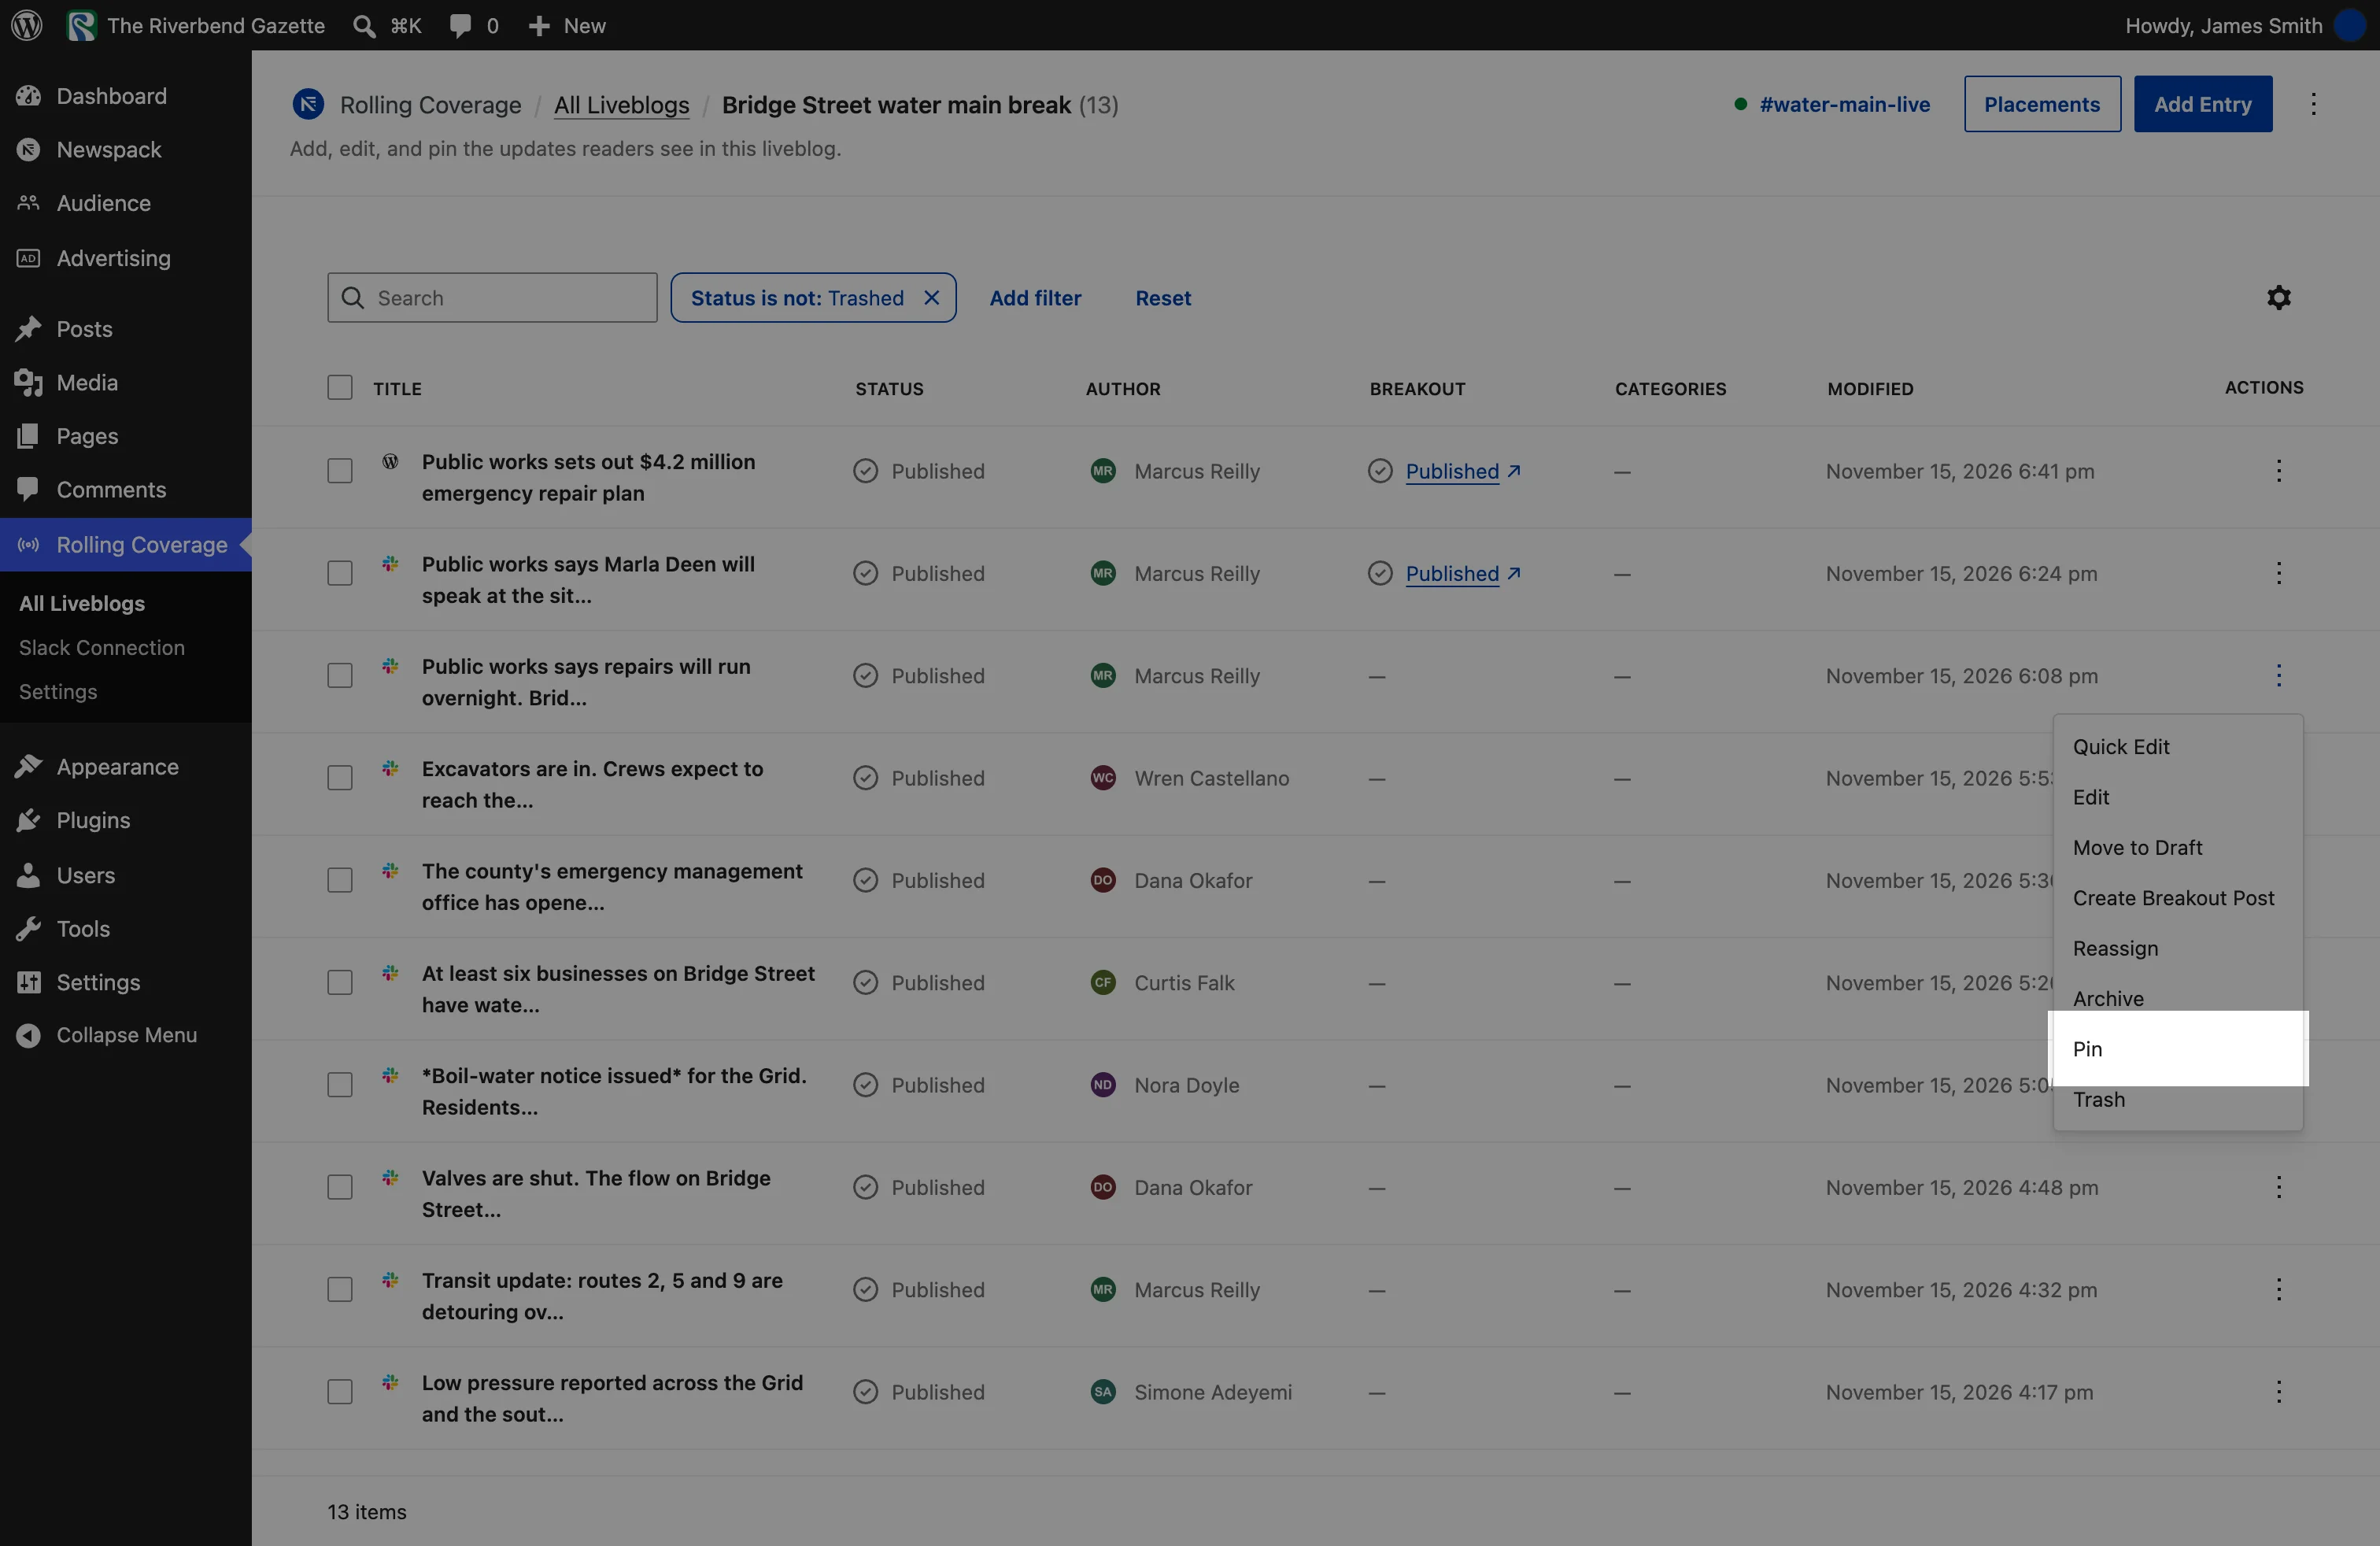 The Riverbend Gazette ⌘K 0 New Howdy, James Smith
Dashboard
Newspack
Audience
AD Advertising
Posts
Media
Pages
Comments
Rolling Coverage
All Liveblogs
Slack Connection
Settings
Appearance
Plugins
Users
Tools
Settings
Collapse Menu
Rolling Coverage / All Liveblogs / Bridge Street water main break (13)
#water-main-live Placements Add Entry
Add, edit, and pin the updates readers see in this liveblog.
Search Status is not: Trashed Add filter Reset
TITLE STATUS AUTHOR BREAKOUT CATEGORIES MODIFIED ACTIONS
Public works sets out $4.2 million
emergency repair plan
Published MR Marcus Reilly Published ↗ — November 15, 2026 6:41 pm
Public works says Marla Deen will
speak at the sit...
Published MR Marcus Reilly Published ↗ — November 15, 2026 6:24 pm
Public works says repairs will run
overnight. Brid...
Published MR Marcus Reilly — — November 15, 2026 6:08 pm
Excavators are in. Crews expect to
reach the...
Published WC Wren Castellano — — November 15, 2026
The county's emergency management
office has opene...
Published DO Dana Okafor — — November 15, 2026
At least six businesses on Bridge Street
have wate...
Published CF Curtis Falk — — November 15, 2026
*Boil-water notice issued* for the Grid.
Residents...
Published ND Nora Doyle — — November 15, 2026
Valves are shut. The flow on Bridge
Street...
Published DO Dana Okafor — — November 15, 2026 4:48 pm
Transit update: routes 2, 5 and 9 are
detouring ov...
Published MR Marcus Reilly — — November 15, 2026 4:32 pm
Low pressure reported across the Grid
and the sout...
Published SA Simone Adeyemi — — November 15, 2026 4:17 pm
Quick Edit
Edit
Move to Draft
Create Breakout Post
Reassign
Archive
Pin
Trash
13 items